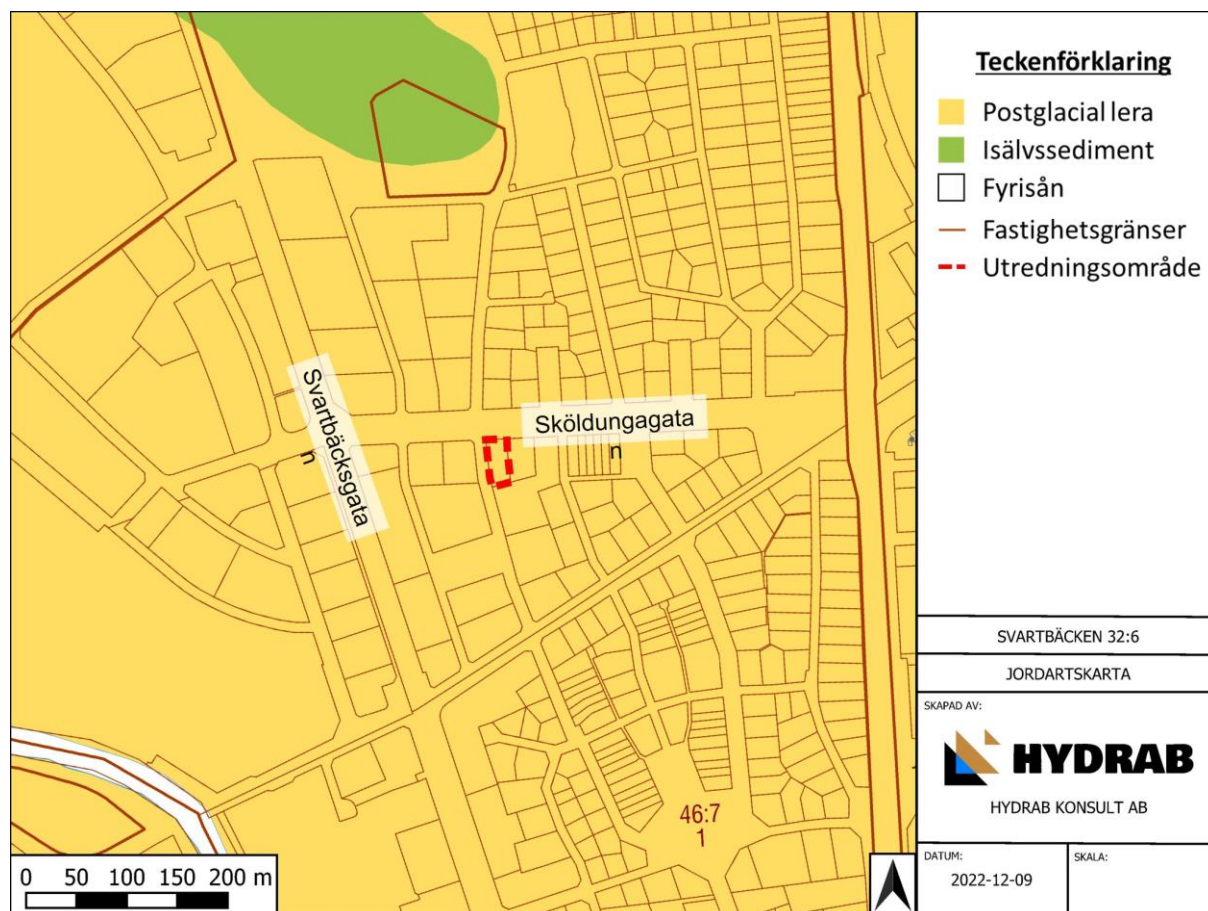 Teckenförklaring
Postglacial lera
Isälvssediment
Fyrisån
Fastighetsgränser
Utredningsområde
Svartbäcksgata
n
Sköldungagata
n
46:7
1
0 50 100 150 200 m
SVARTBÄCKEN 32:6
JORDARTSKARTA
SKAPAD AV:
HYDRAB
HYDRAB KONSULT AB
DATUM:
2022-12-09
SKALA: